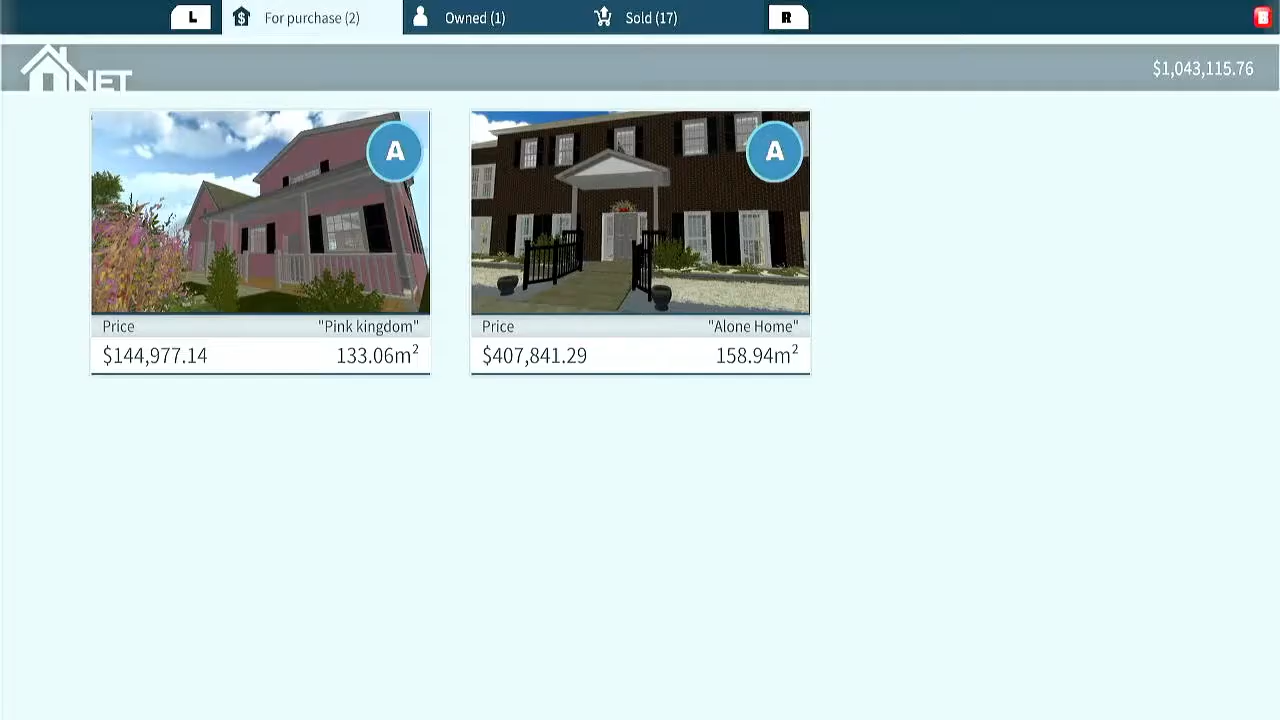 L
For purchase (2)
Owned (1)
Sold (17)
R
B
NET
$1,043,115.76
A
A
Price
"Pink kingdom"
$144,977.14
133.06m²
Price
"Alone Home"
$407,841.29
158.94m²